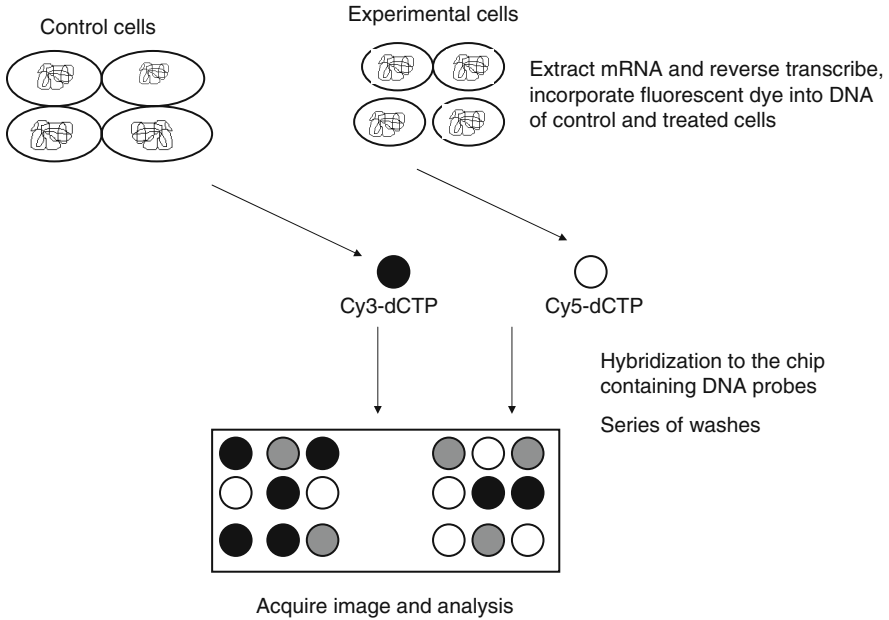 Control cells
Experimental cells
Extract mRNA and reverse transcribe,
incorporate fluorescent dye into DNA
of control and treated cells
Cy3-dCTP
Cy5-dCTP
Hybridization to the chip
containing DNA probes
Series of washes
Acquire image and analysis